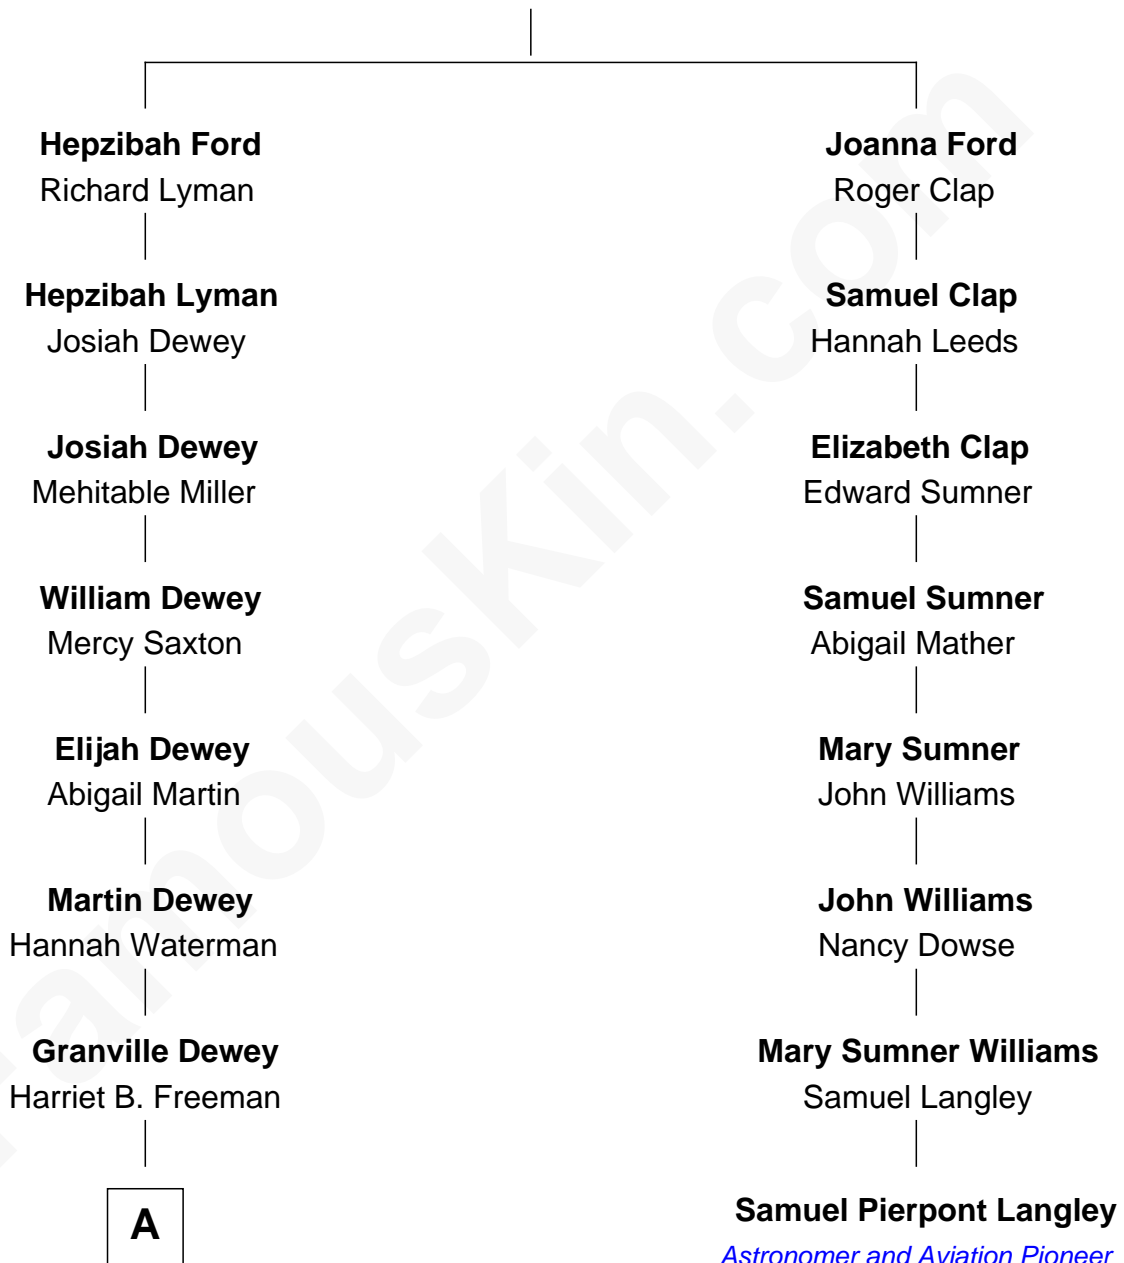 Hepzibah Ford
Richard Lyman
Joanna Ford
Roger Clap
Hepzibah Lyman
Josiah Dewey
Samuel Clap
Hannah Leeds
Josiah Dewey
Mehitable Miller
Elizabeth Clap
Edward Sumner
William Dewey
Mercy Saxton
Samuel Sumner
Abigail Mather
Elijah Dewey
Abigail Martin
Mary Sumner
John Williams
Martin Dewey
Hannah Waterman
John Williams
Nancy Dowse
Granville Dewey
Harriet B. Freeman
Mary Sumner Williams
Samuel Langley
A
Samuel Pierpont Langley
Astronomer and Aviation Pioneer
FamousKin.com